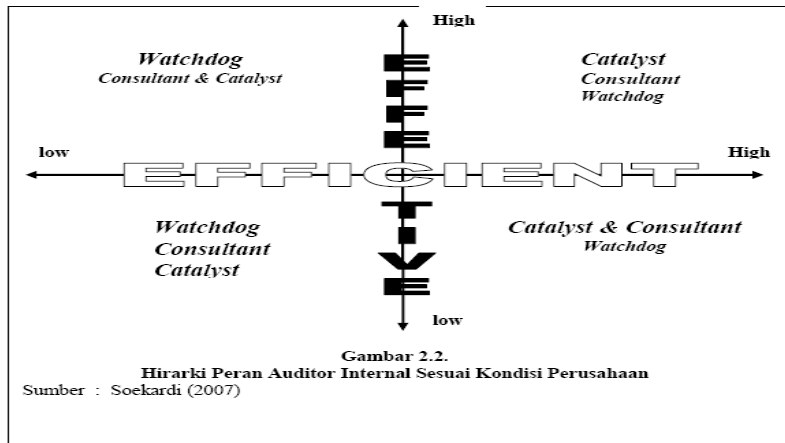 High
Watchdog
Consultant & Catalyst
Catalyst
Consultant
Watchdog
EFFECTIVE
low
High
EFFICIENT
Watchdog
Consultant
Catalyst
Catalyst & Consultant
Watchdog
low
Gambar 2.2.
Hirarki Peran Auditor Internal Sesuai Kondisi Perusahaan
Sumber : Soekardi (2007)